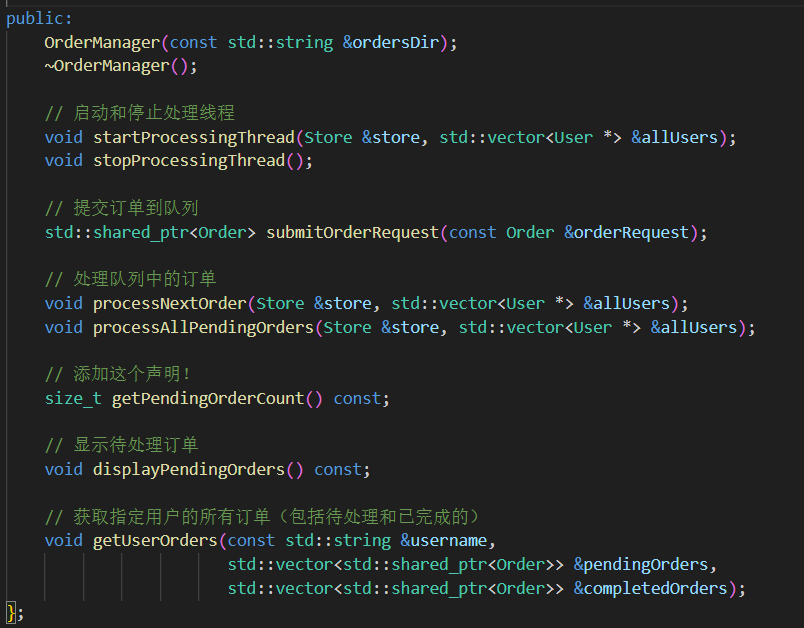 public:
OrderManager(const std::string &ordersDir);
~OrderManager();
// 启动和停止处理线程
void startProcessingThread(Store &store, std::vector<User *> &allUsers);
void stopProcessingThread();
// 提交订单到队列
std::shared_ptr<Order> submitOrderRequest(const Order &orderRequest);
// 处理队列中的订单
void processNextOrder(Store &store, std::vector<User *> &allUsers);
void processAllPendingOrders(Store &store, std::vector<User *> &allUsers);
// 添加这个声明！
size_t getPendingOrderCount() const;
// 显示待处理订单
void displayPendingOrders() const;
// 获取指定用户的所有订单（包括待处理和已完成的）
void getUserOrders(const std::string &username,
std::vector<std::shared_ptr<Order>> &pendingOrders,
std::vector<std::shared_ptr<Order>> &completedOrders);
};